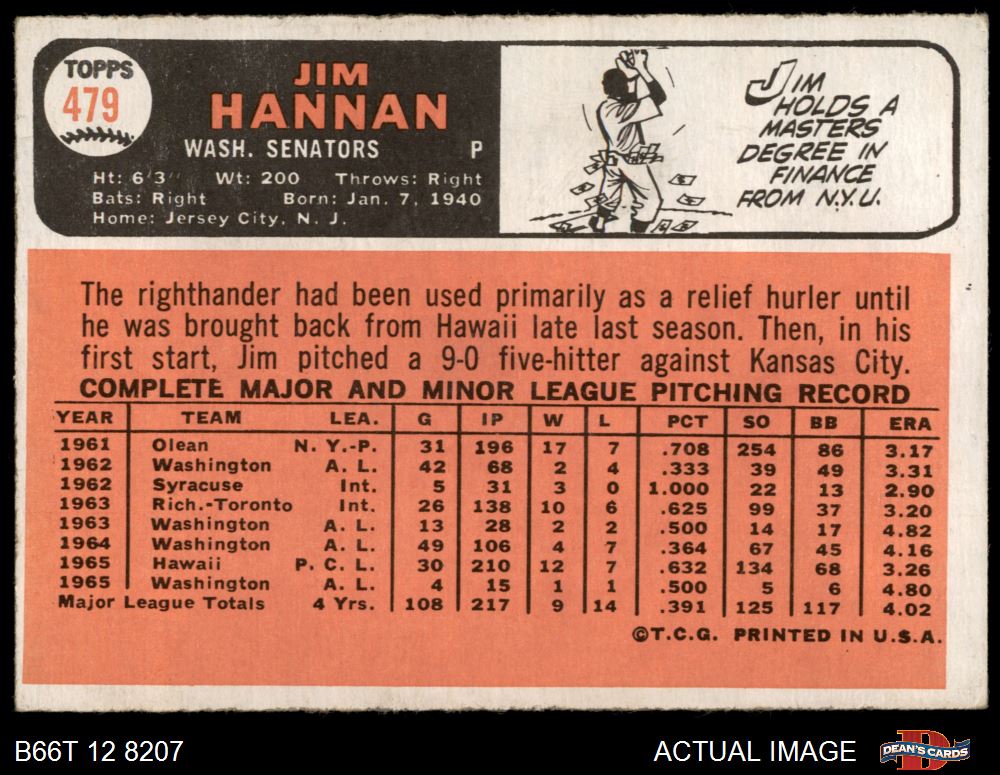 TOPPS
479
JIM
HANNAN
WASH. SENATORS P
Ht: 6'3" Wt: 200 Throws: Right
Bats: Right Born: Jan. 7, 1940
Home: Jersey City, N. J.
JIM
HOLDS A
MASTERS
DEGREE IN
FINANCE
FROM N.Y.U.
The righthander had been used primarily as a relief hurler until
he was brought back from Hawaii late last season. Then, in his
first start, Jim pitched a 9-0 five-hitter against Kansas City.
COMPLETE MAJOR AND MINOR LEAGUE PITCHING RECORD
YEAR TEAM LEA. G IP W L PCT SO BB ERA
1961 Olean N. Y.-P. 31 196 17 7 .708 254 86 3.17
1962 Washington A. L. 42 68 2 4 .333 39 49 3.31
1962 Syracuse Int. 5 31 3 0 1.000 22 13 2.90
1963 Rich.-Toronto Int. 26 138 10 6 .625 99 37 3.20
1963 Washington A. L. 13 28 2 2 .500 14 17 4.82
1964 Washington A. L. 49 106 4 7 .364 67 45 4.16
1965 Hawaii P. C. L. 30 210 12 7 .632 134 68 3.26
1965 Washington A. L. 4 15 1 1 .500 5 6 4.80
Major League Totals 4 Yrs. 108 217 9 14 .391 125 117 4.02
©T.C.G. PRINTED IN U.S.A.
B66T 12 8207 ACTUAL IMAGE DEAN'S CARDS